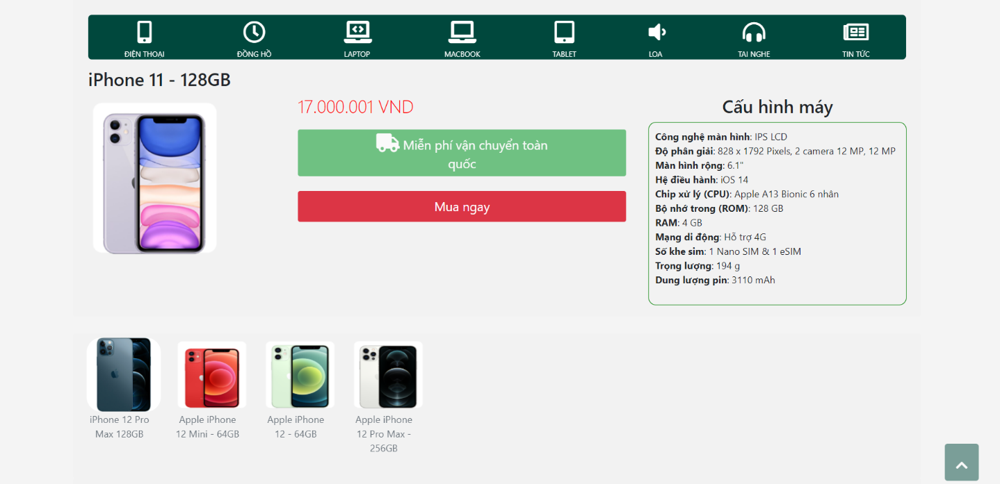 ĐIỆN THOẠI
ĐỒNG HỒ
LAPTOP
MACBOOK
TABLET
LOA
TAI NGHE
TIN TỨC
iPhone 11 - 128GB
17.000.001 VND
Miễn phí vận chuyển toàn
quốc
Mua ngay
Cấu hình máy
Công nghệ màn hình: IPS LCD
Độ phân giải: 828 x 1792 Pixels, 2 camera 12 MP, 12 MP
Màn hình rộng: 6.1"
Hệ điều hành: iOS 14
Chip xử lý (CPU): Apple A13 Bionic 6 nhân
Bộ nhớ trong (ROM): 128 GB
RAM: 4 GB
Mạng di động: Hỗ trợ 4G
Số khe sim: 1 Nano SIM & 1 eSIM
Trọng lượng: 194 g
Dung lượng pin: 3110 mAh
iPhone 12 Pro
Max 128GB
Apple iPhone
12 Mini - 64GB
Apple iPhone
12 - 64GB
Apple iPhone
12 Pro Max -
256GB